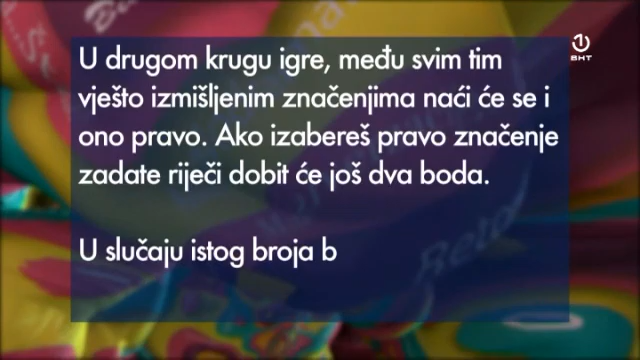 U drugom krugu igre, među svim tim
vješto izmišljenim značenjima naći će se i
ono pravo. Ako izabereš pravo značenje
zadate riječi dobit će još dva boda.
U slučaju istog broja b
1
BHT